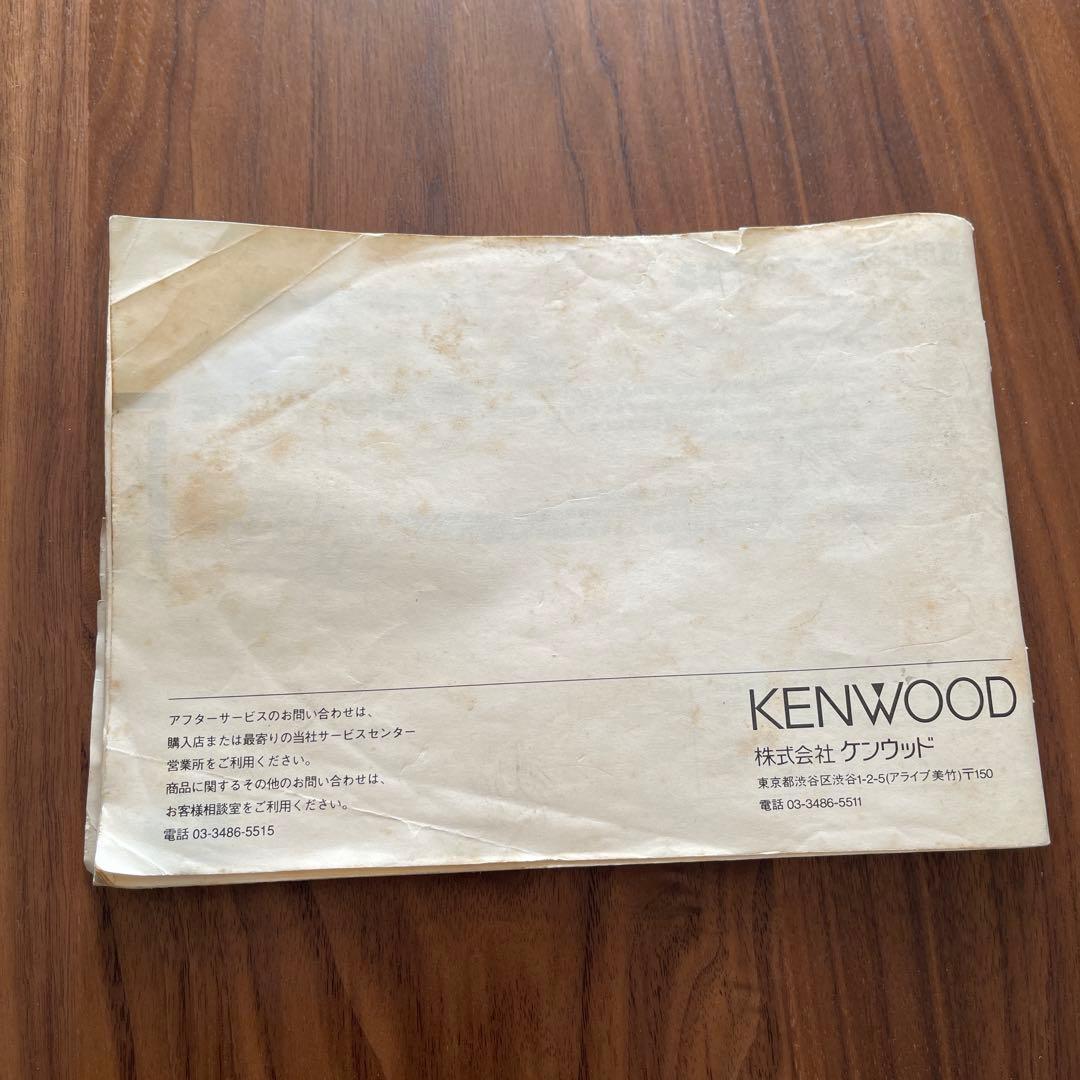 アフターサービスのお問い合わせは、
購入店または最寄りの当社サービスセンター
営業所をご利用ください。
商品に関するその他のお問い合わせは、
お客様相談室をご利用ください。
電話 03-3486-5515
KENWOOD
株式会社 ケンウッド
東京都渋谷区渋谷1-2-5(アライブ美竹)〒150
電話 03-3486-5511